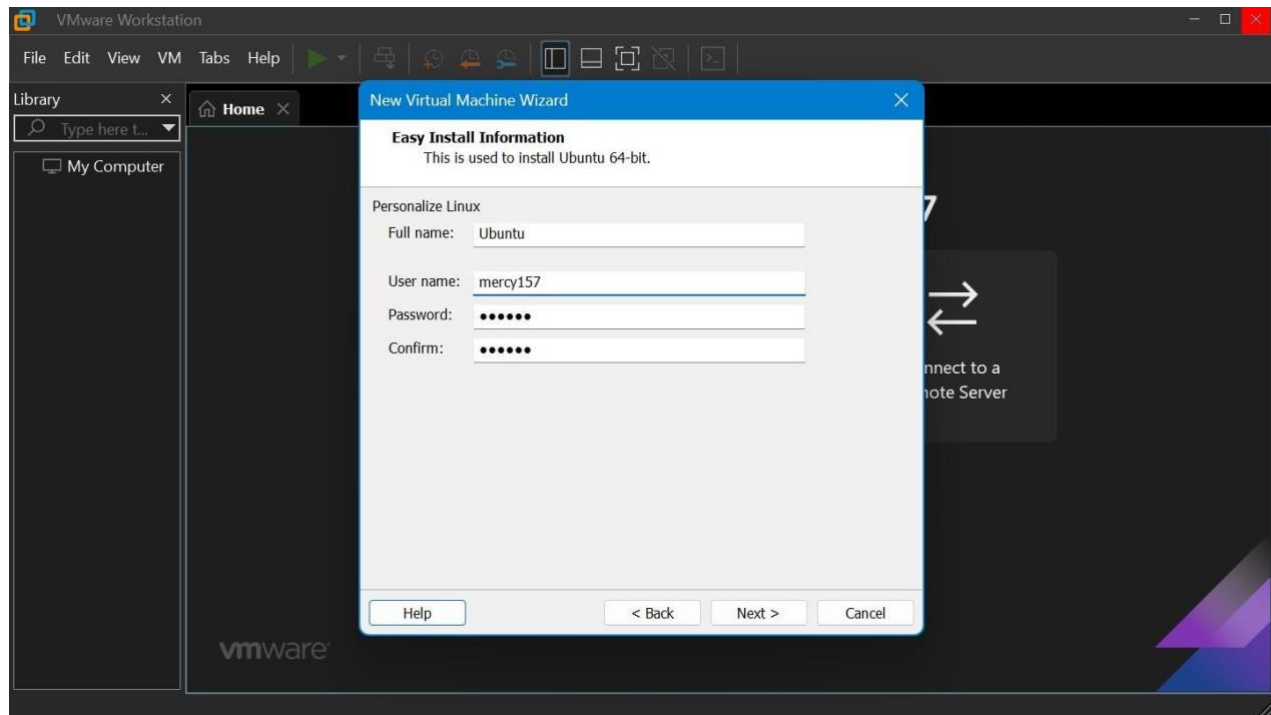 VMware Workstation
File Edit View VM Tabs Help
Library
Home
Type here t...
My Computer
New Virtual Machine Wizard
Easy Install Information
This is used to install Ubuntu 64-bit.
Personalize Linux
Full name: Ubuntu
User name: mercy157
Password: ●●●●●●
Confirm: ●●●●●●
7
nnect to a
ote Server
Help < Back Next > Cancel
vmware